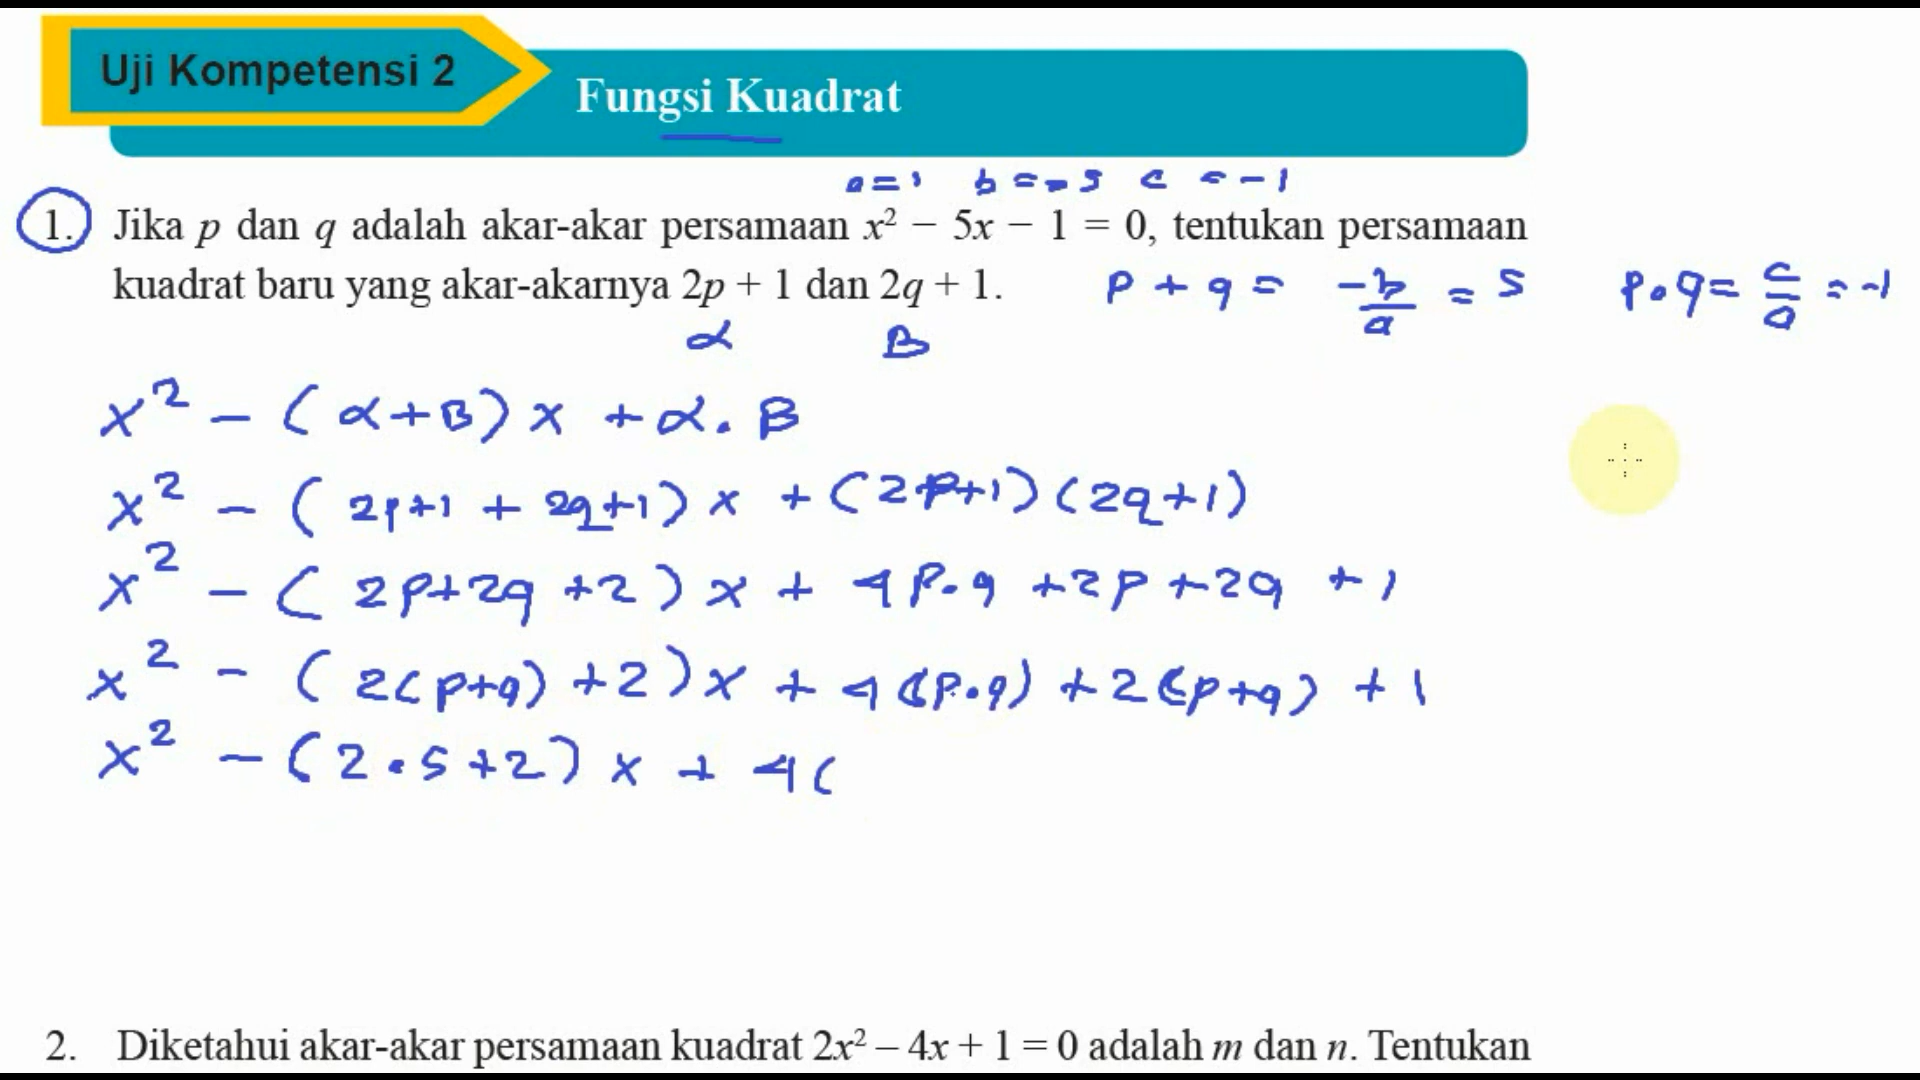 Uji Kompetensi 2
Fungsi Kuadrat
a = 1 b = -5 c = -1
1. Jika p dan q adalah akar-akar persamaan x² − 5x − 1 = 0, tentukan persamaan
kuadrat baru yang akar-akarnya 2p + 1 dan 2q + 1.
p + q = -b/a = 5 p.q = c/a = -1
α B
x² - (α+B) x + α.B
x² - (2p+1 + 2q+1) x + (2p+1) (2q+1)
x² - (2p+2q+2) x + 4p.q +2p +2q +1
x² - (2(p+q) +2) x + 4(p.q) +2(p+q) +1
x² - (2.5+2) x + 4(
2. Diketahui akar-akar persamaan kuadrat 2x² – 4x + 1 = 0 adalah m dan n. Tentukan